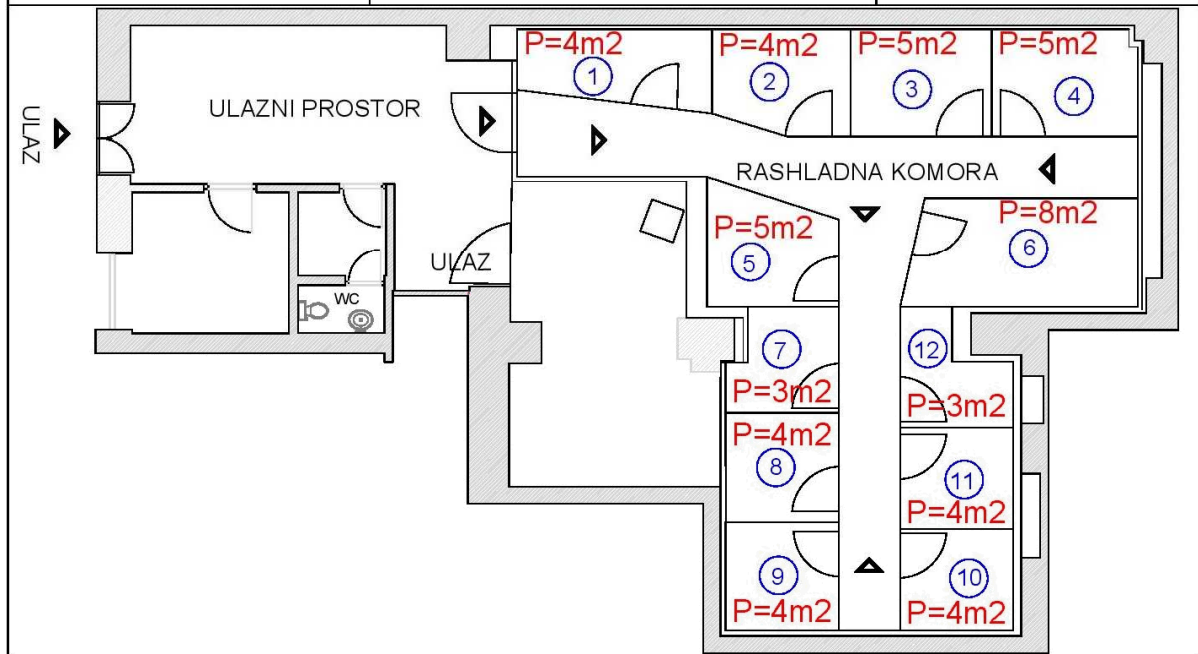 P=4m2
1
P=4m2
2
P=5m2
3
P=5m2
4
ULAZ
ULAZNI PROSTOR
RASHLADNA KOMORA
P=5m2
5
P=8m2
6
ULAZ
WC
7
P=3m2
12
P=3m2
P=4m2
8
11
P=4m2
9
P=4m2
10
P=4m2